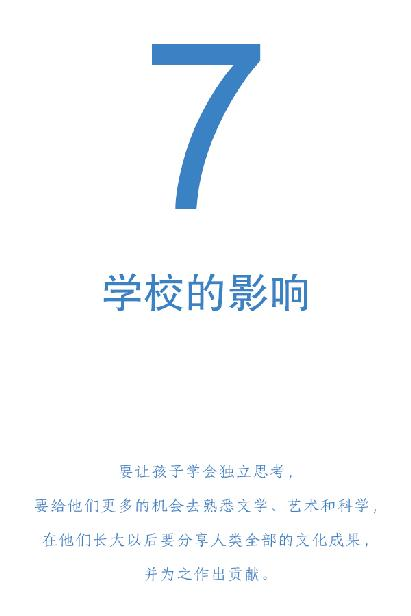 7
学校的影响
要让孩子学会独立思考，
要给他们更多的机会去熟悉文学、艺术和科学，
在他们长大以后要分享人类全部的文化成果，
并为之作出贡献。